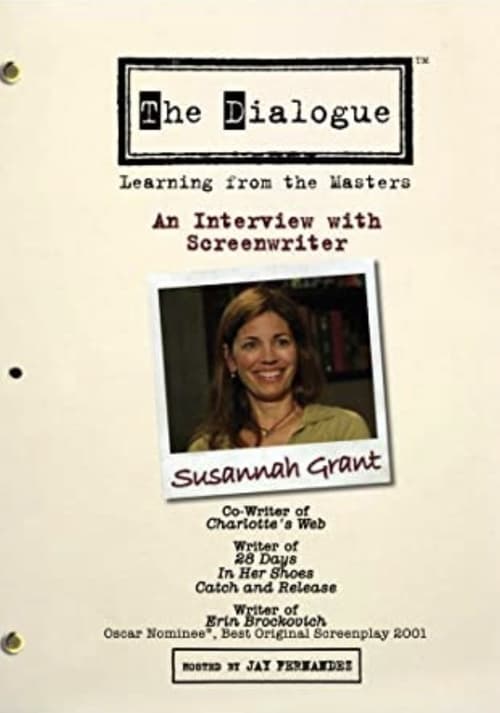 The Dialogue™
Learning from the Masters
An Interview with
Screenwriter
Susannah Grant
Co-Writer of
Charlotte's Web
Writer of
28 Days
In Her Shoes
Catch and Release
Writer of
Erin Brockovich
Oscar Nominee®, Best Original Screenplay 2001
HOSTED BY JAY FERNANDEZ